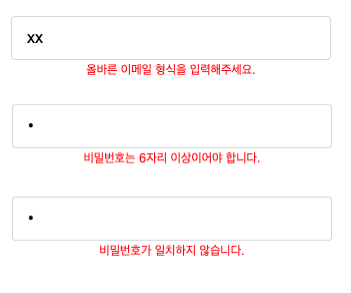 xx
올바른 이메일 형식을 입력해주세요.
•
비밀번호는 6자리 이상이어야 합니다.
•
비밀번호가 일치하지 않습니다.